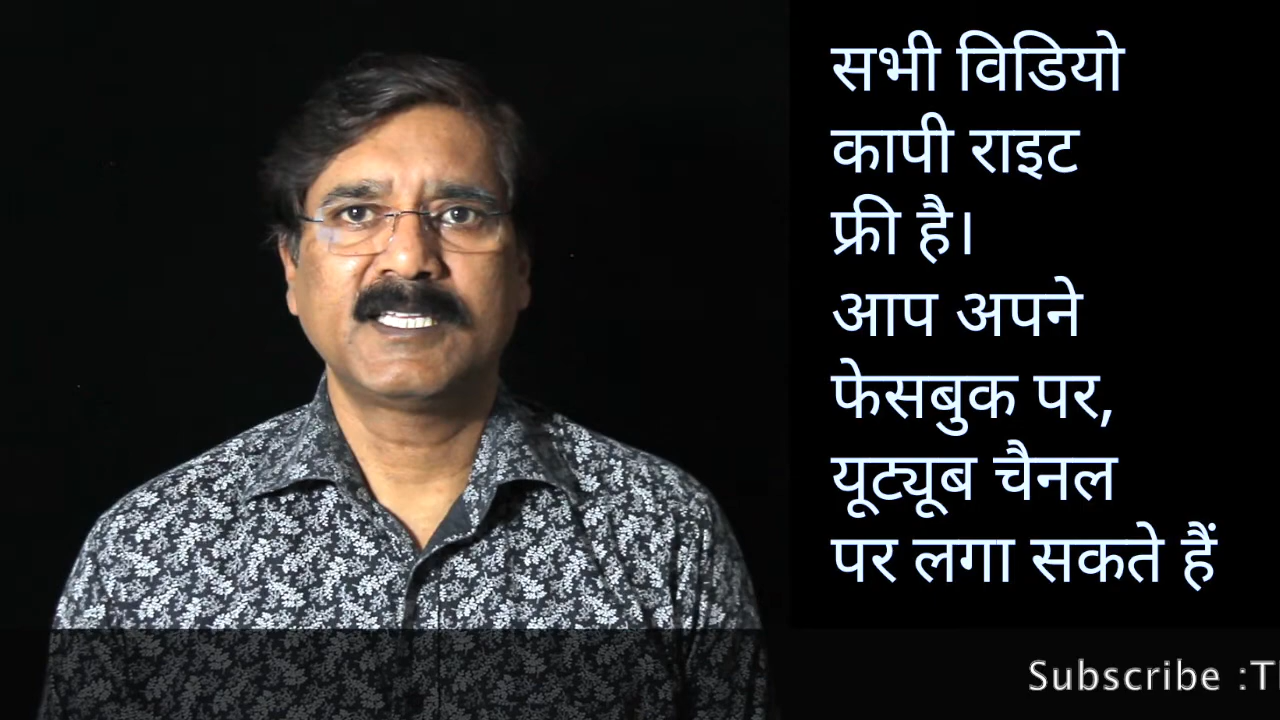 सभी विडियो
कापी राइट
फ्री है।
आप अपने
फेसबुक पर,
यूट्यूब चैनल
पर लगा सकते हैं
Subscribe :